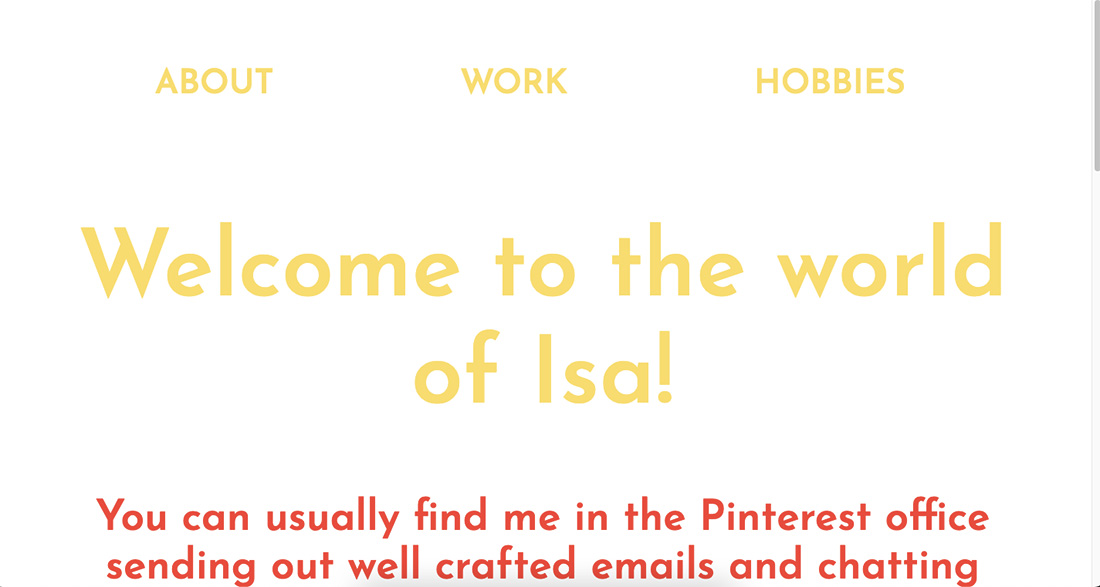 ABOUT WORK HOBBIES
Welcome to the world
of Isa!
You can usually find me in the Pinterest office
sending out well crafted emails and chatting